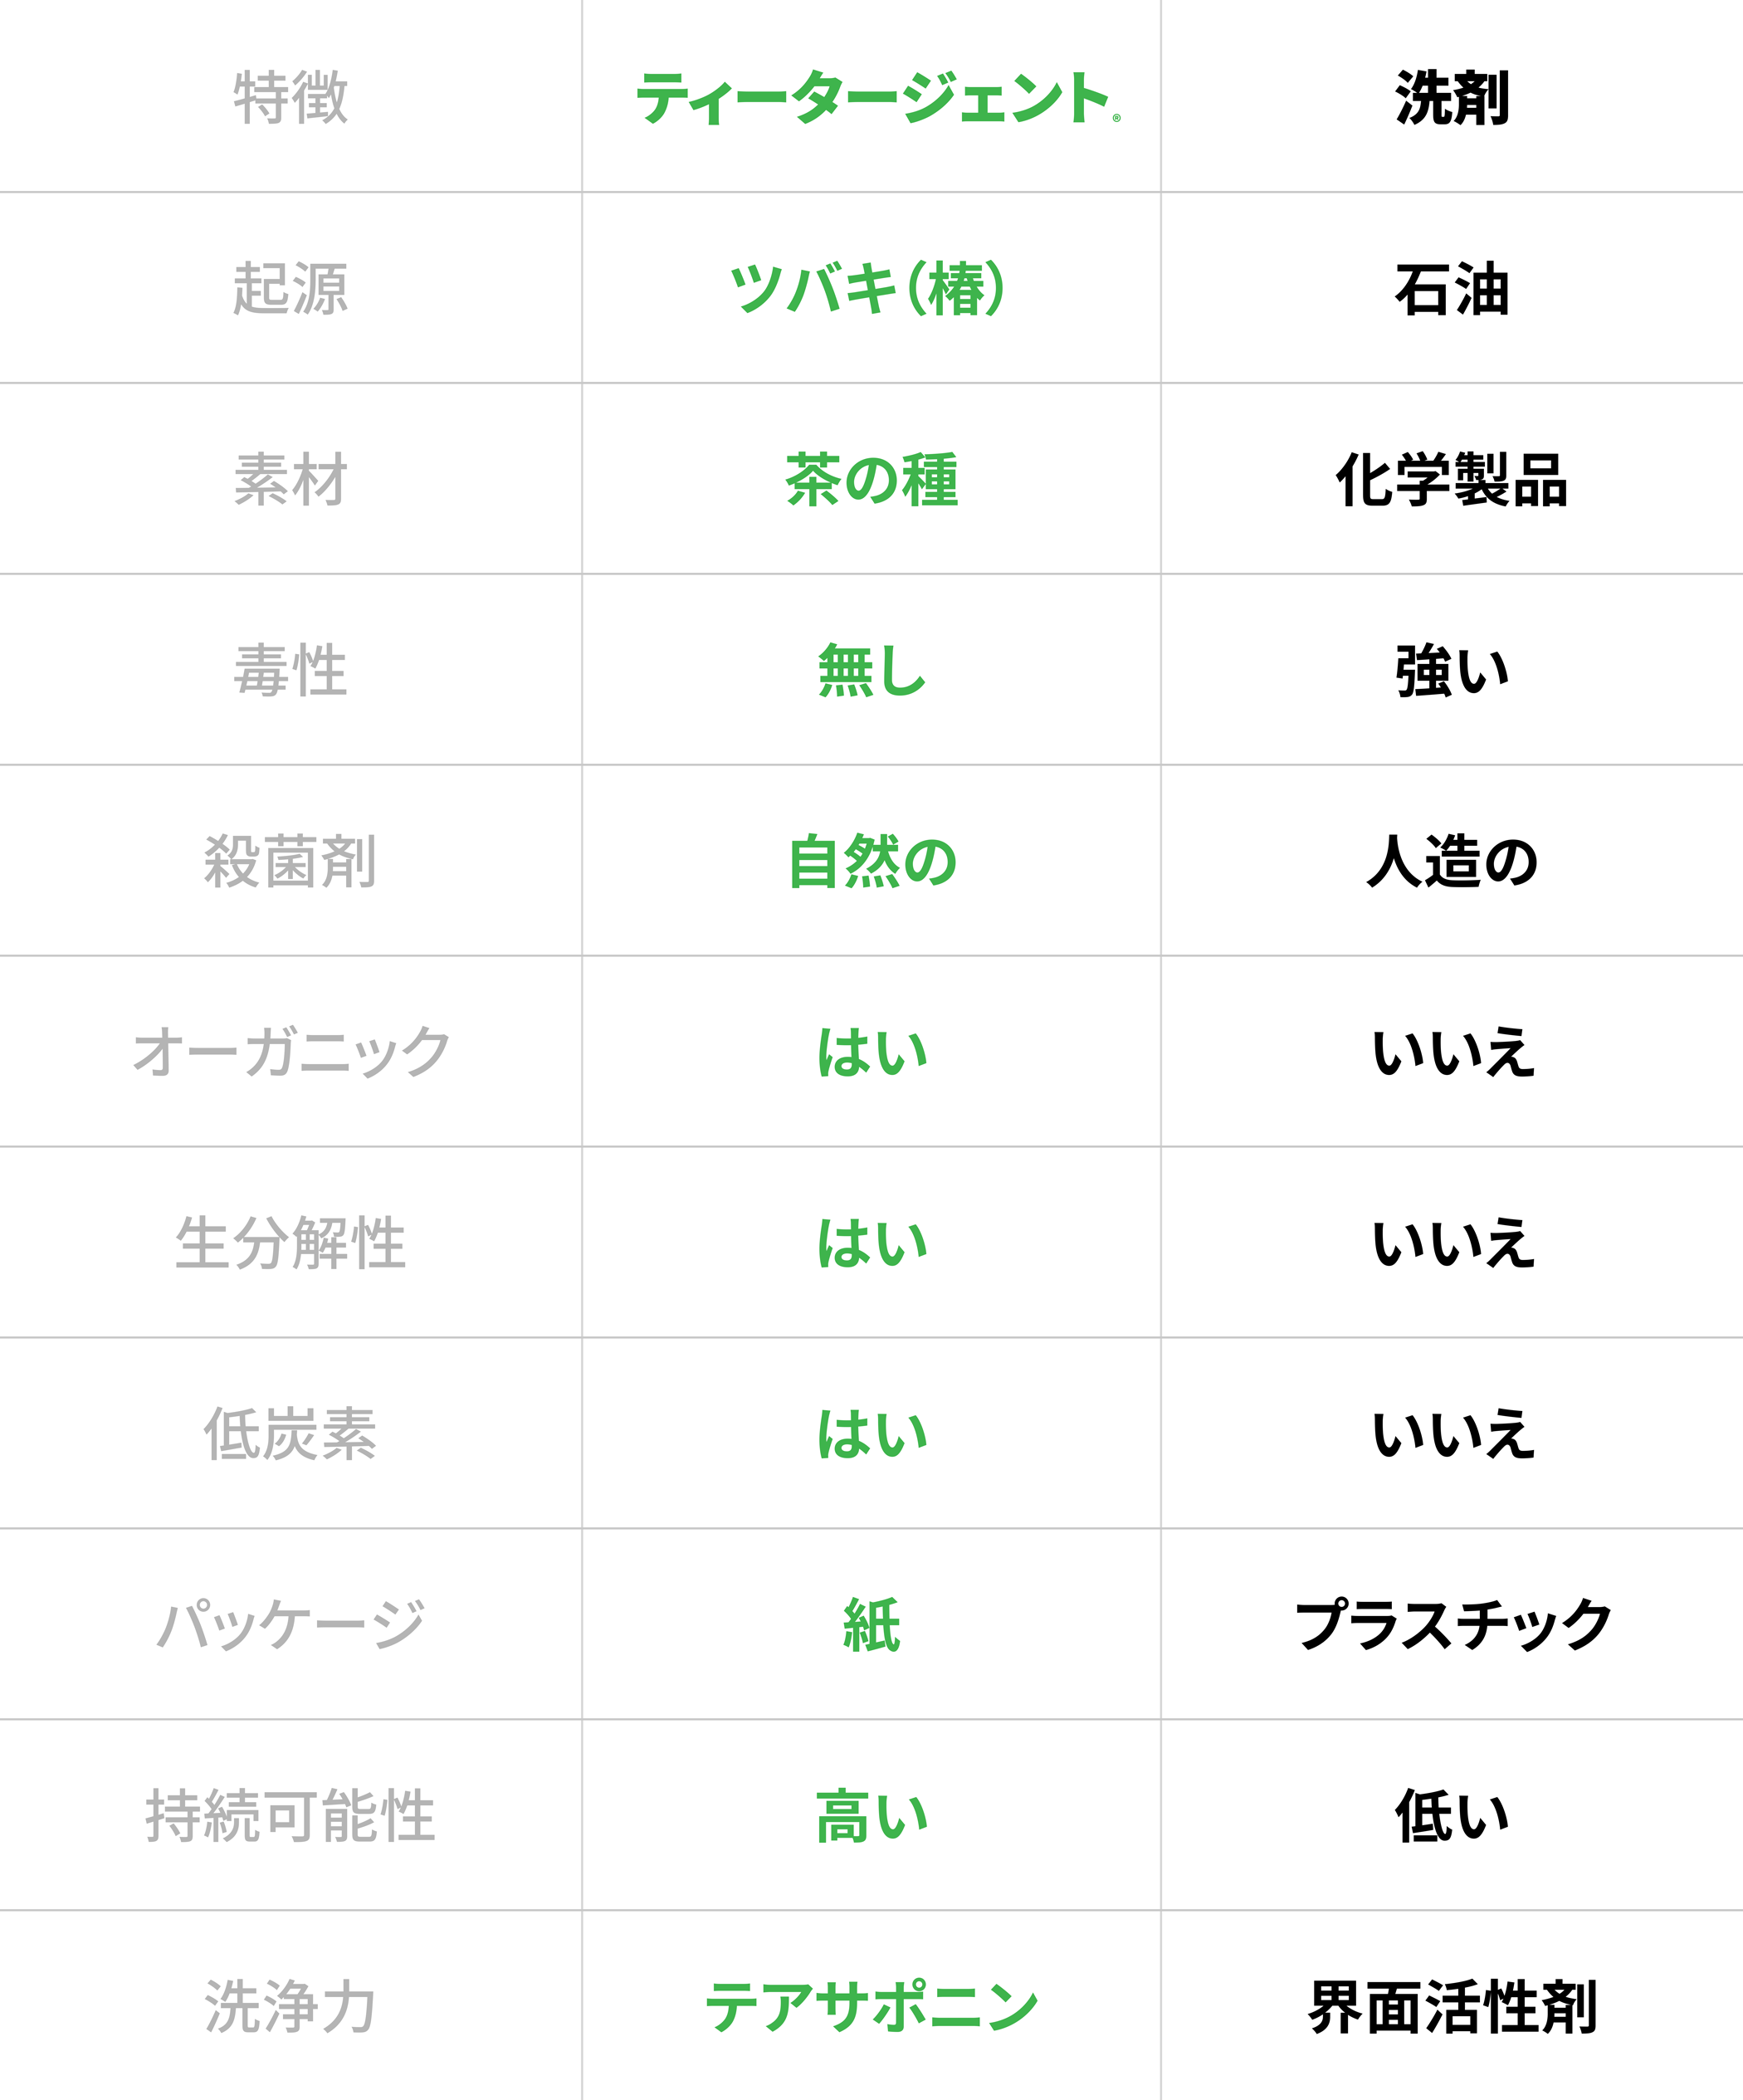 特徴 ティータージェント® 洗剤
起源 ツバキ(椿) 石油
素材 茶の種 化学製品
毒性 無し 強い
殺菌剤 自然の 人造の
オーガニック はい いいえ
生分解性 はい いいえ
低炭素 はい いいえ
パッケージ 紙 プラスチック
持続可能性 高い 低い
洗浄力 テアサポニン 界面活性剤